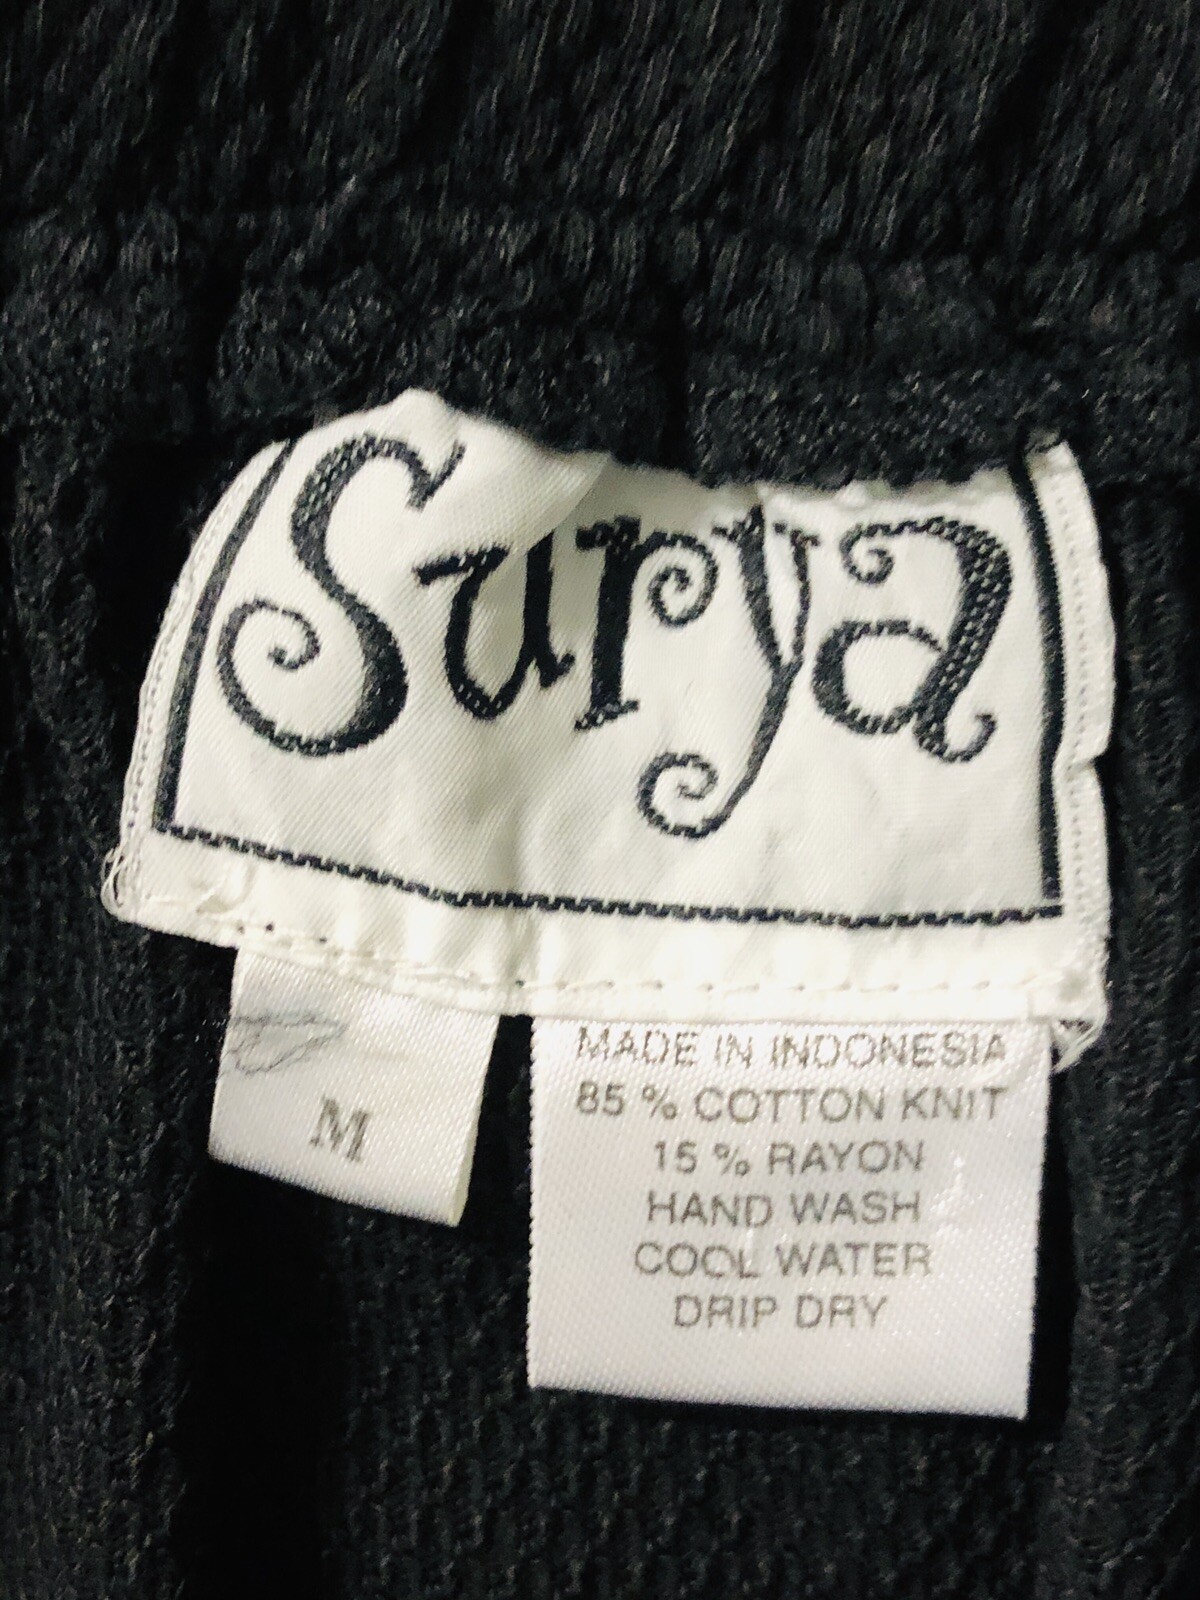 Surya
M
MADE IN INDONESIA
85 % COTTON KNIT
15 % RAYON
HAND WASH
COOL WATER
DRIP DRY